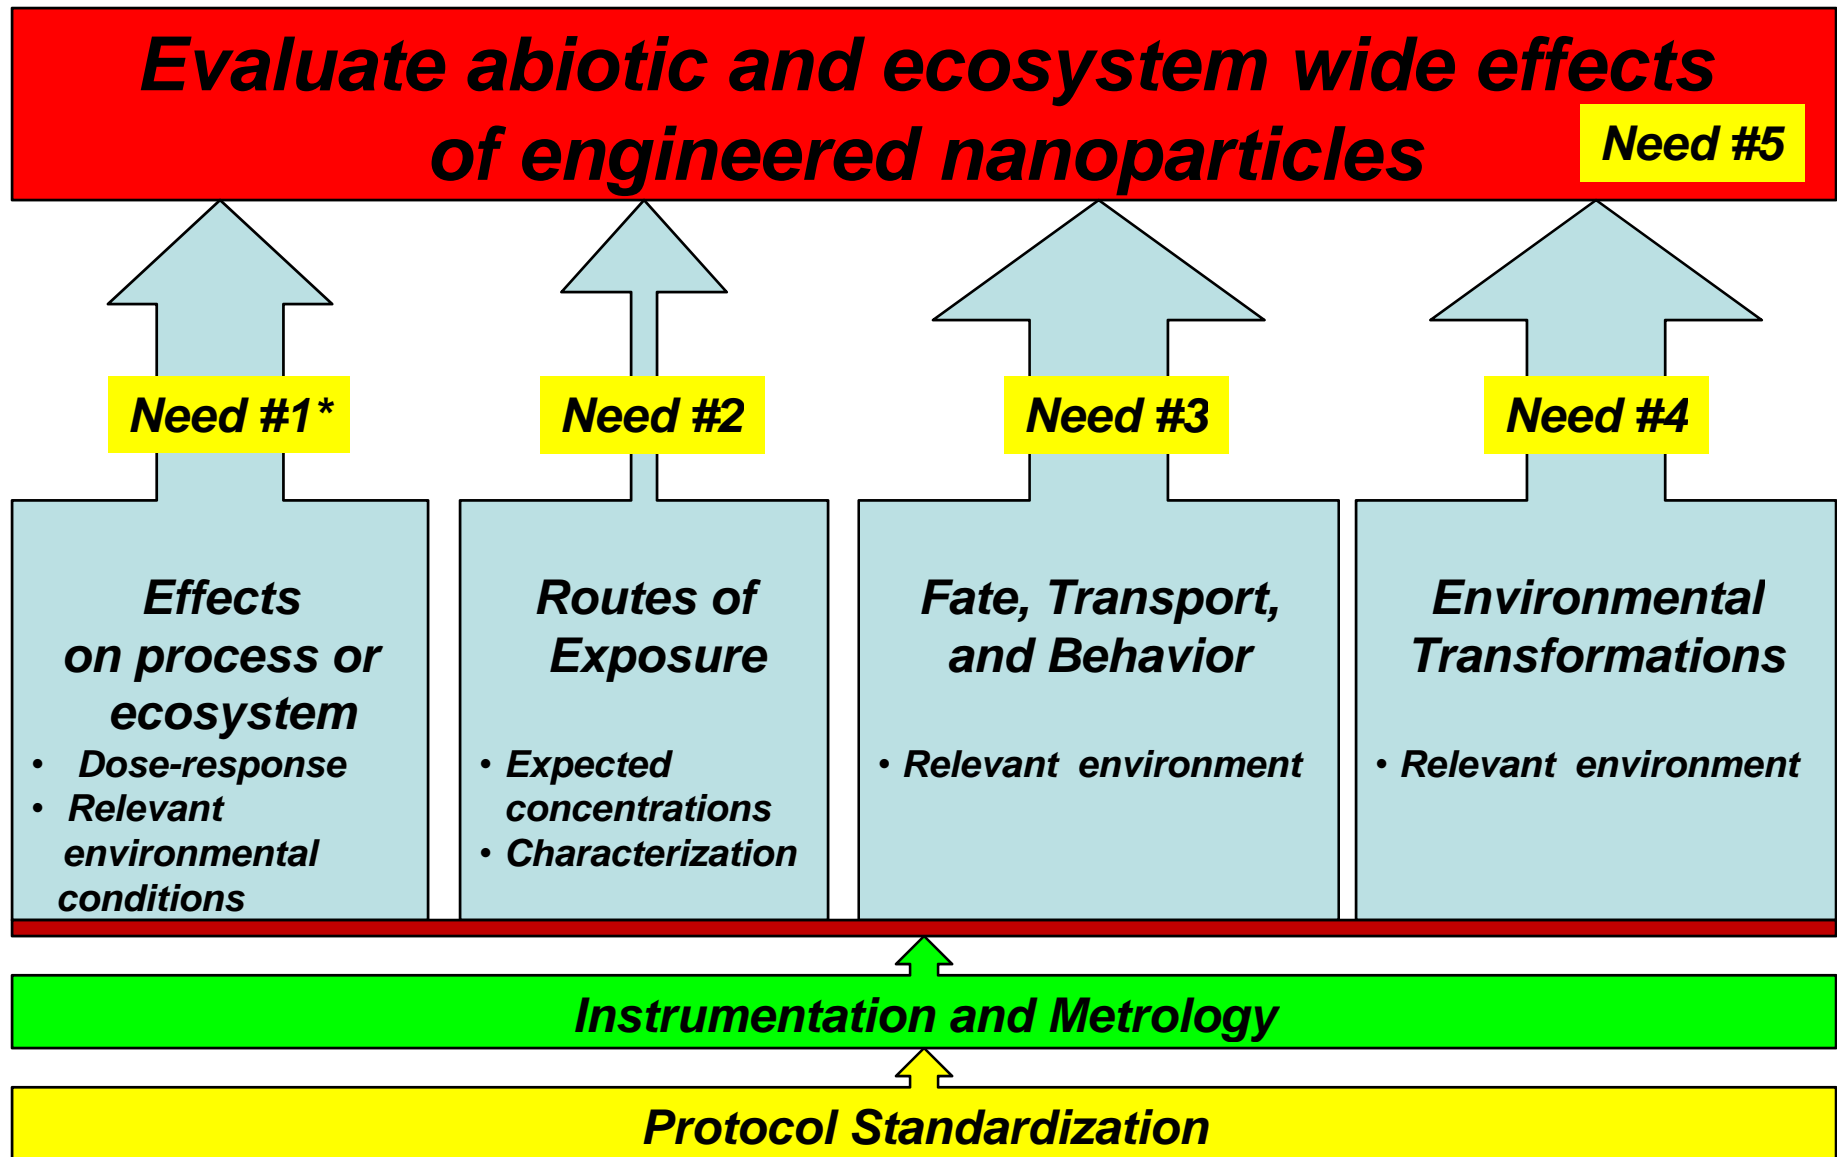 Evaluate abiotic and ecosystem wide effects
of engineered nanoparticles
Need #5
Need #1*
Need #2
Need #3
Need #4
Effects
on process or
ecosystem
• Dose-response
• Relevant
environmental
conditions
Routes of
Exposure
• Expected
concentrations
• Characterization
Fate, Transport,
and Behavior
• Relevant environment
Environmental
Transformations
• Relevant environment
Instrumentation and Metrology
Protocol Standardization